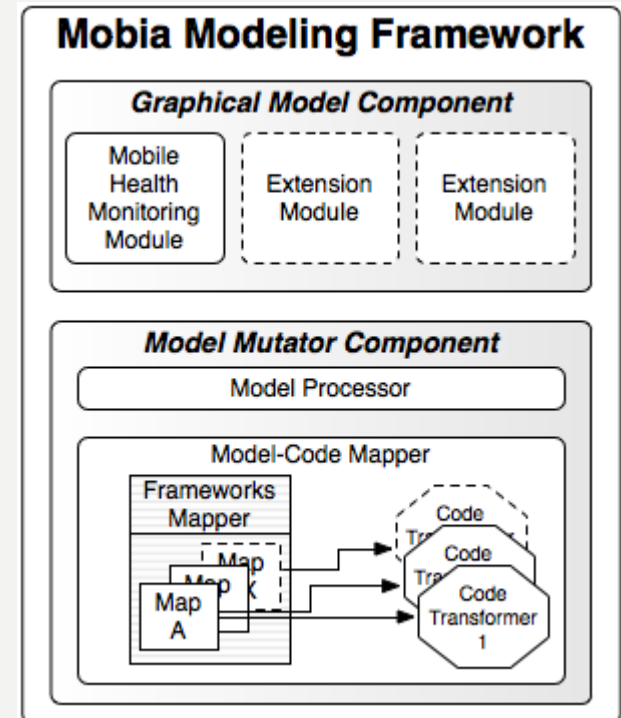 Mobia Modeling Framework
Graphical Model Component
Mobile
Health
Monitoring
Module
Extension
Module
Extension
Module
Model Mutator Component
Model Processor
Model-Code Mapper
Frameworks
Mapper
Map
Map
Map
A
Code
Code
Code
Transformer
1